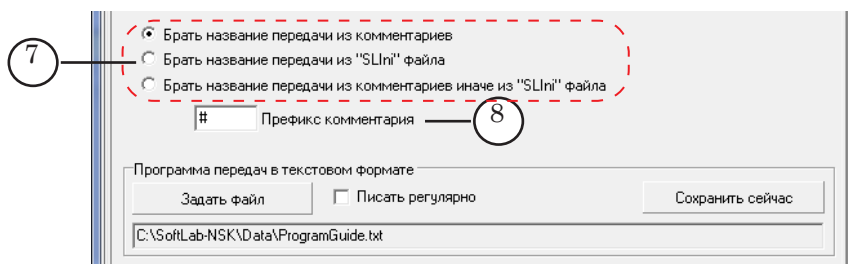 Брать название передачи из комментариев
7
Брать название передачи из "SLIni" файла
Брать название передачи из комментариев иначе из "SLIni" файла
# Префикс комментария 8
Программа передач в текстовом формате
Задать файл Писать регулярно Сохранить сейчас
C:\SoftLab-NSK\Data\ProgramGuide.txt